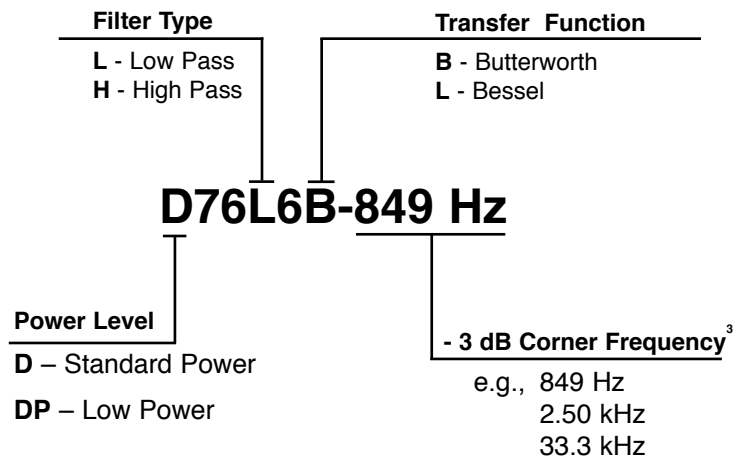 Filter Type
L - Low Pass
H - High Pass
Transfer Function
B - Butterworth
L - Bessel
D76L6B-849 Hz
Power Level
D – Standard Power
DP – Low Power
- 3 dB Corner Frequency³
e.g., 849 Hz
2.50 kHz
33.3 kHz